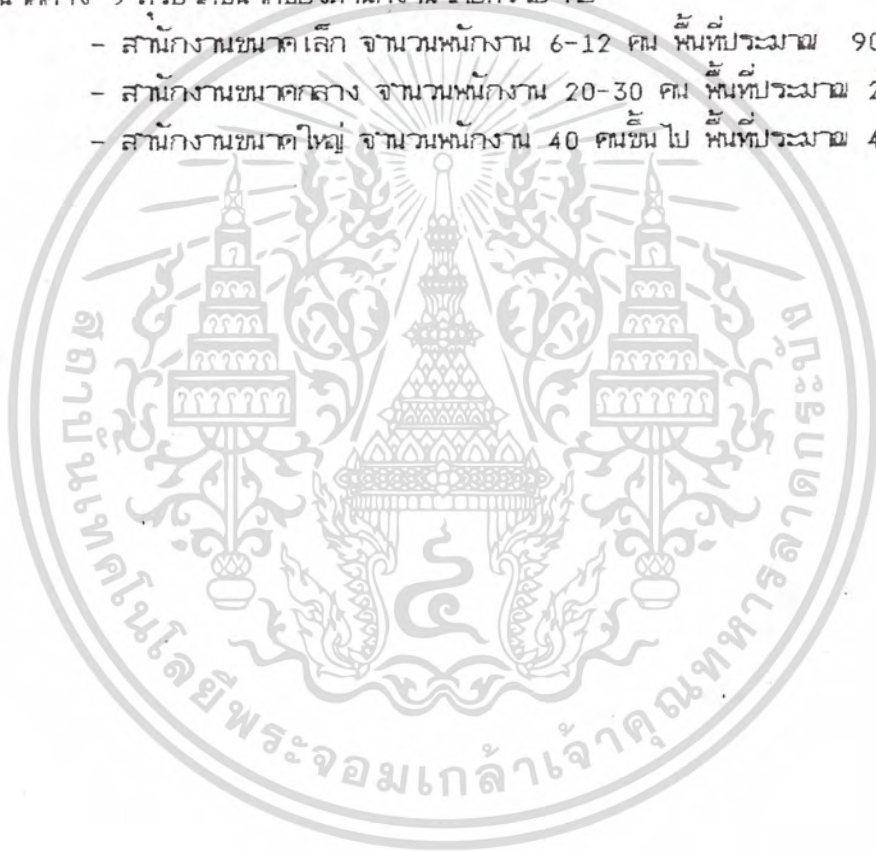 - สำนักงานขนาดเล็ก จำนวนพนักงาน 6-12 คน พื้นที่ประมาณ 90
- สำนักงานขนาดกลาง จำนวนพนักงาน 20-30 คน พื้นที่ประมาณ 2
- สำนักงานขนาดใหญ่ จำนวนพนักงาน 40 คนขึ้นไป พื้นที่ประมาณ 4
สถาบันเทคโนโลยีพระจอมเกล้าเจ้าคุณทหารลาดกระบัง
๔